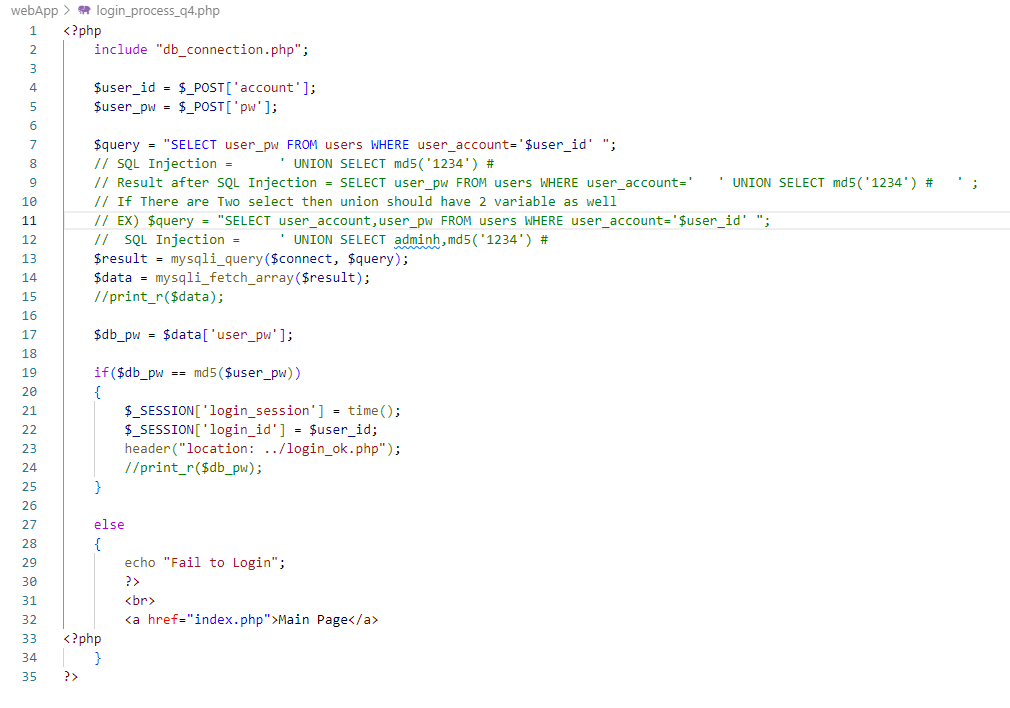 webApp > login_process_q4.php
1 <?php
2 include "db_connection.php";
3
4 $user_id = $_POST['account'];
5 $user_pw = $_POST['pw'];
6
7 $query = "SELECT user_pw FROM users WHERE user_account='$user_id' ";
8 // SQL Injection =      ' UNION SELECT md5('1234') #
9 // Result after SQL Injection = SELECT user_pw FROM users WHERE user_account='   ' UNION SELECT md5('1234') #   ' ;
10 // If There are Two select then union should have 2 variable as well
11 // EX) $query = "SELECT user_account,user_pw FROM users WHERE user_account='$user_id' ";
12 //  SQL Injection =     ' UNION SELECT adminh,md5('1234') #
13 $result = mysqli_query($connect, $query);
14 $data = mysqli_fetch_array($result);
15 //print_r($data);
16
17 $db_pw = $data['user_pw'];
18
19 if($db_pw == md5($user_pw))
20 {
21 $_SESSION['login_session'] = time();
22 $_SESSION['login_id'] = $user_id;
23 header("location: ../login_ok.php");
24 //print_r($db_pw);
25 }
26
27 else
28 {
29 echo "Fail to Login";
30 ?>
31 <br>
32 <a href="index.php">Main Page</a>
33 <?php
34 }
35 ?>